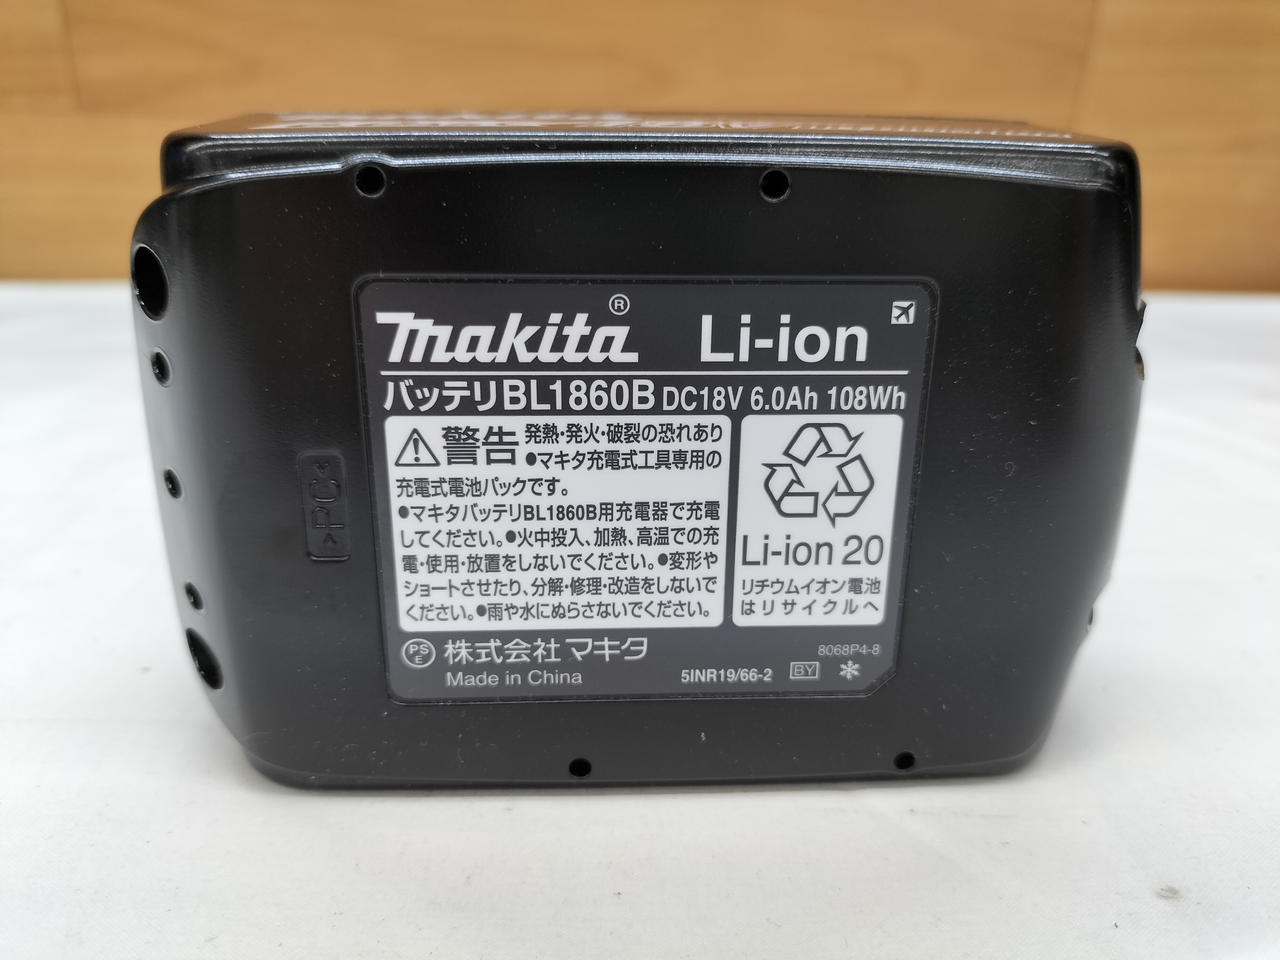 makita® Li-ion
バッテリBL1860B DC18V 6.0Ah 108Wh
警告 発熱・発火・破裂の恐れあり
●マキタ充電式工具専用の
充電式電池パックです。
●マキタバッテリBL1860B用充電器で充電
してください。●火中投入、加熱、高温での充
電・使用・放置をしないでください。●変形や
ショートさせたり、分解・修理・改造をしないで
ください。●雨や水にぬらさないでください。
Li-ion 20
リチウムイオン電池
はリサイクルへ
PS
E
株式会社マキタ
8068P4-8
Made in China
5INR19/66-2 BY
>PC<